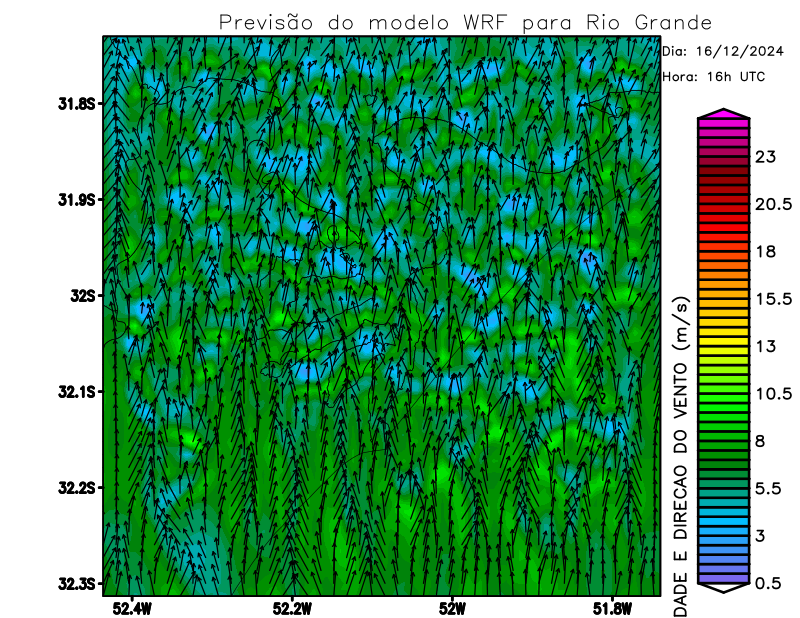 Previsão do modelo WRF para Rio Grande
Dia: 16/12/2024
Hora: 16h UTC
31.8S
31.9S
32S
32.1S
32.2S
32.3S
52.4W
52.2W
52W
51.8W
DADE E DIRECAO DO VENTO (m/s)
23
20.5
18
15.5
13
10.5
8
5.5
3
0.5